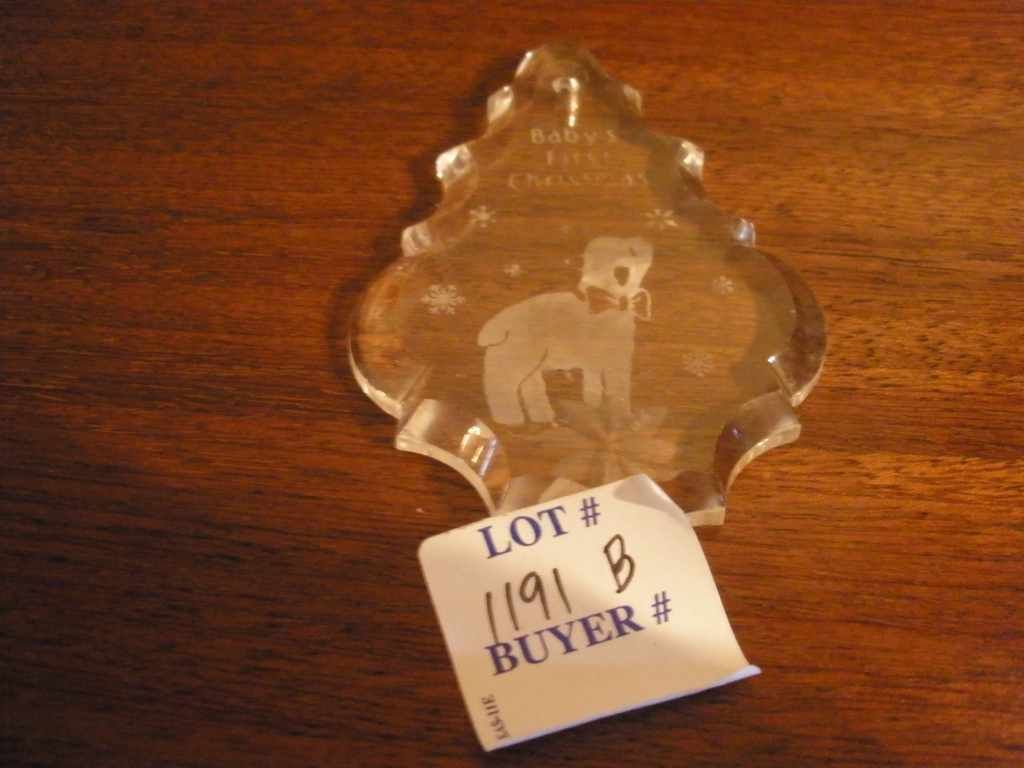 Baby's
First
Christmas
LOT #
1191 B
BUYER #